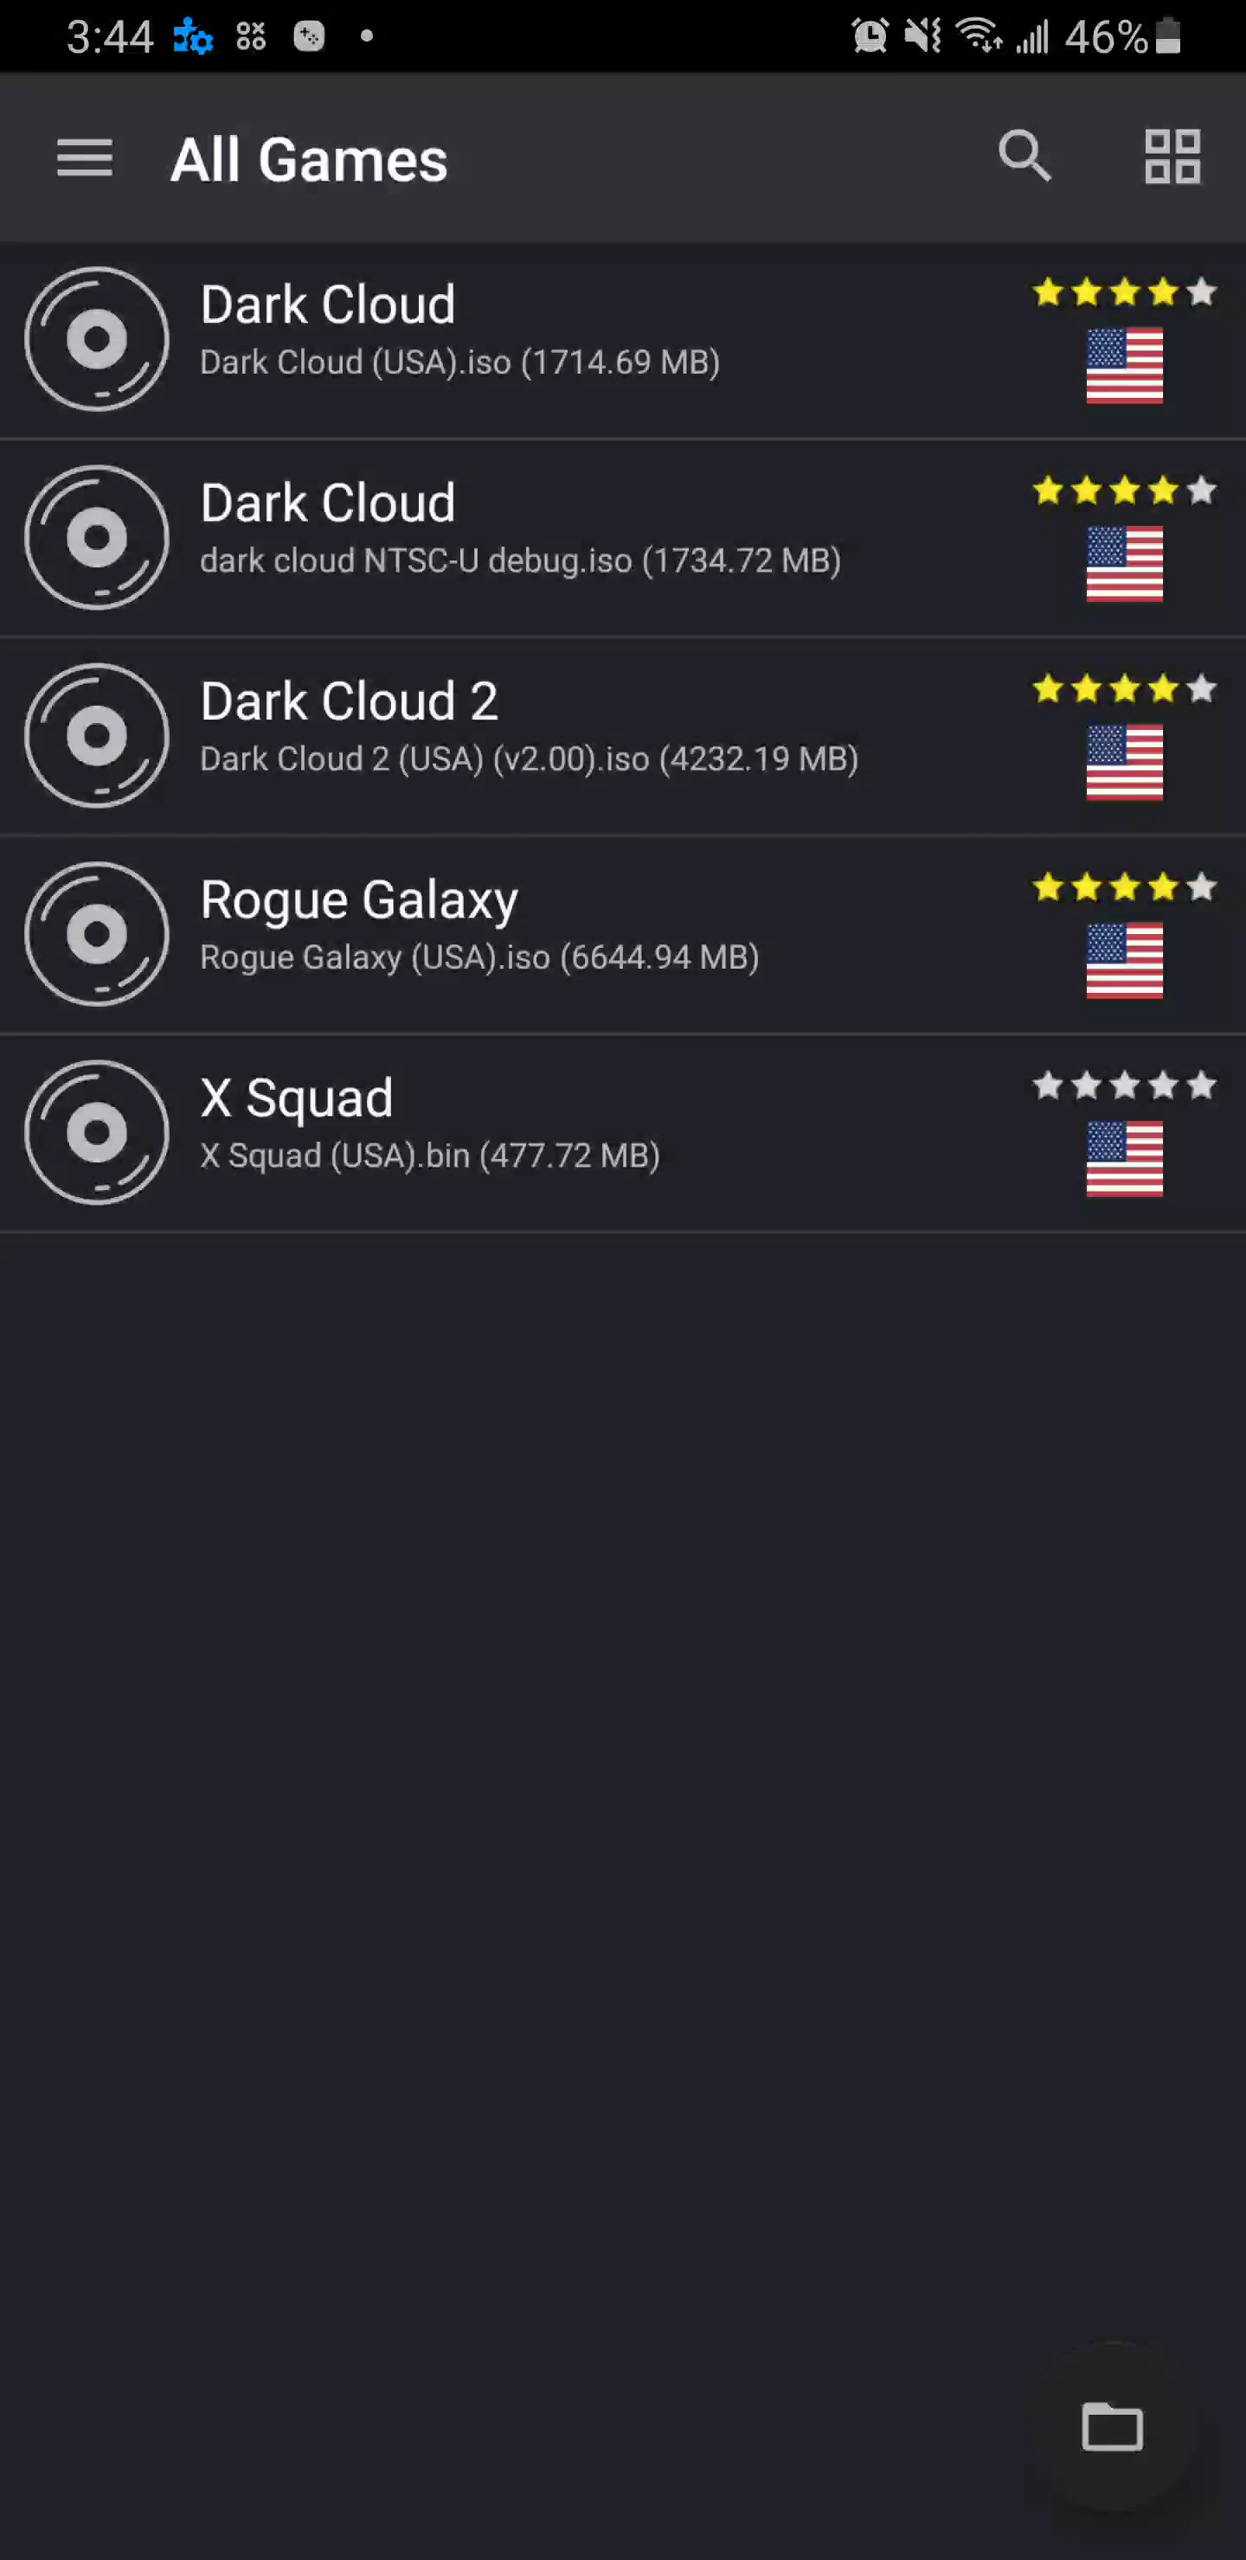 3:44
46%
All Games
Dark Cloud
Dark Cloud (USA).iso (1714.69 MB)
Dark Cloud
dark cloud NTSC-U debug.iso (1734.72 MB)
Dark Cloud 2
Dark Cloud 2 (USA) (v2.00).iso (4232.19 MB)
Rogue Galaxy
Rogue Galaxy (USA).iso (6644.94 MB)
X Squad
X Squad (USA).bin (477.72 MB)